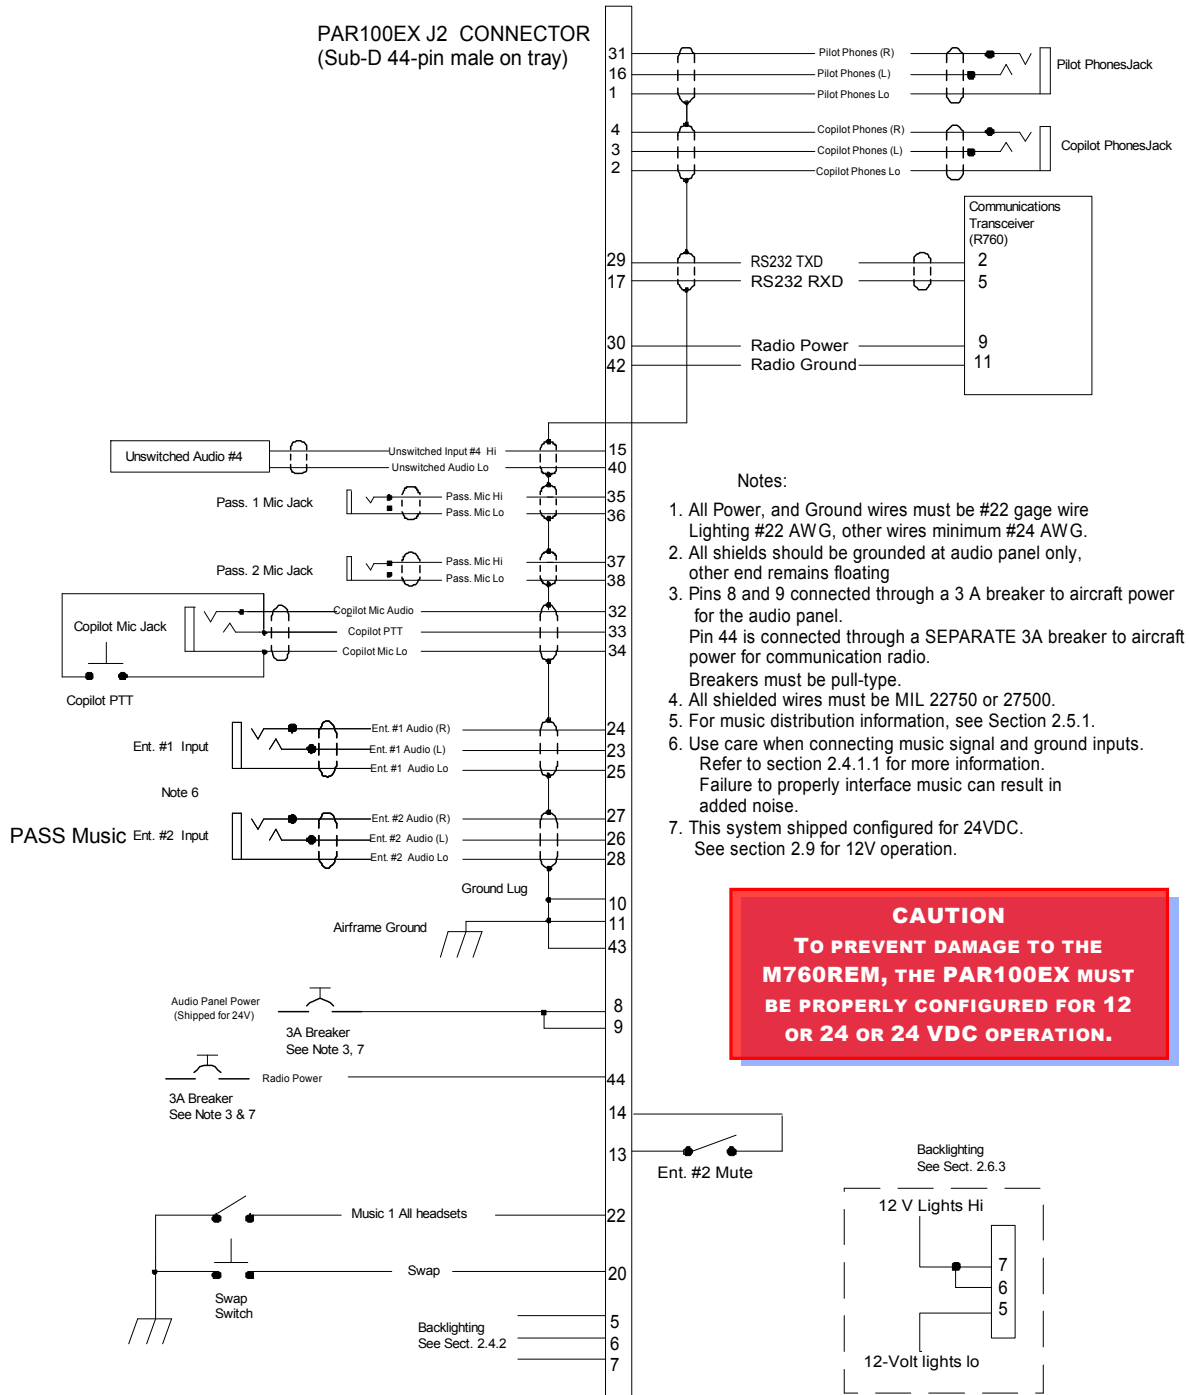 PAR100EX J2 CONNECTOR
(Sub-D 44-pin male on tray)
31 Pilot Phones (R)
16 Pilot Phones (L)
1 Pilot Phones Lo
Pilot PhonesJack
4 Copilot Phones (R)
3 Copilot Phones (L)
2 Copilot Phones Lo
Copilot PhonesJack
Communications
Transceiver
(R760)
29 RS232 TXD 2
17 RS232 RXD 5
30 Radio Power 9
42 Radio Ground 11
Unswitched Audio #4
Unswitched Input #4 Hi 15
Unswitched Audio Lo 40
Pass. 1 Mic Jack
Pass. Mic Hi 35
Pass. Mic Lo 36
Pass. 2 Mic Jack
Pass. Mic Hi 37
Pass. Mic Lo 38
Copilot Mic Jack
Copilot Mic Audio 32
Copilot PTT 33
Copilot Mic Lo 34
Copilot PTT
Ent. #1 Input
Ent. #1 Audio (R) 24
Ent. #1 Audio (L) 23
Ent. #1 Audio Lo 25
Note 6
PASS Music Ent. #2 Input
Ent. #2 Audio (R) 27
Ent. #2 Audio (L) 26
Ent. #2 Audio Lo 28
Ground Lug
10
Airframe Ground
11
43
Audio Panel Power
(Shipped for 24V)
3A Breaker
See Note 3, 7
8
9
Radio Power 44
3A Breaker
See Note 3 & 7
14
13
Ent. #2 Mute
Music 1 All headsets 22
Swap 20
Swap
Switch
Backlighting
See Sect. 2.4.2
5
6
7
Notes:
1. All Power, and Ground wires must be #22 gage wire
Lighting #22 AWG, other wires minimum #24 AWG.
2. All shields should be grounded at audio panel only,
other end remains floating
3. Pins 8 and 9 connected through a 3 A breaker to aircraft power
for the audio panel.
Pin 44 is connected through a SEPARATE 3A breaker to aircraft
power for communication radio.
Breakers must be pull-type.
4. All shielded wires must be MIL 22750 or 27500.
5. For music distribution information, see Section 2.5.1.
6. Use care when connecting music signal and ground inputs.
Refer to section 2.4.1.1 for more information.
Failure to properly interface music can result in
added noise.
7. This system shipped configured for 24VDC.
See section 2.9 for 12V operation.
CAUTION
TO PREVENT DAMAGE TO THE
M760REM, THE PAR100EX MUST
BE PROPERLY CONFIGURED FOR 12
OR 24 OR 24 VDC OPERATION.
Backlighting
See Sect. 2.6.3
12 V Lights Hi
7
6
5
12-Volt lights lo